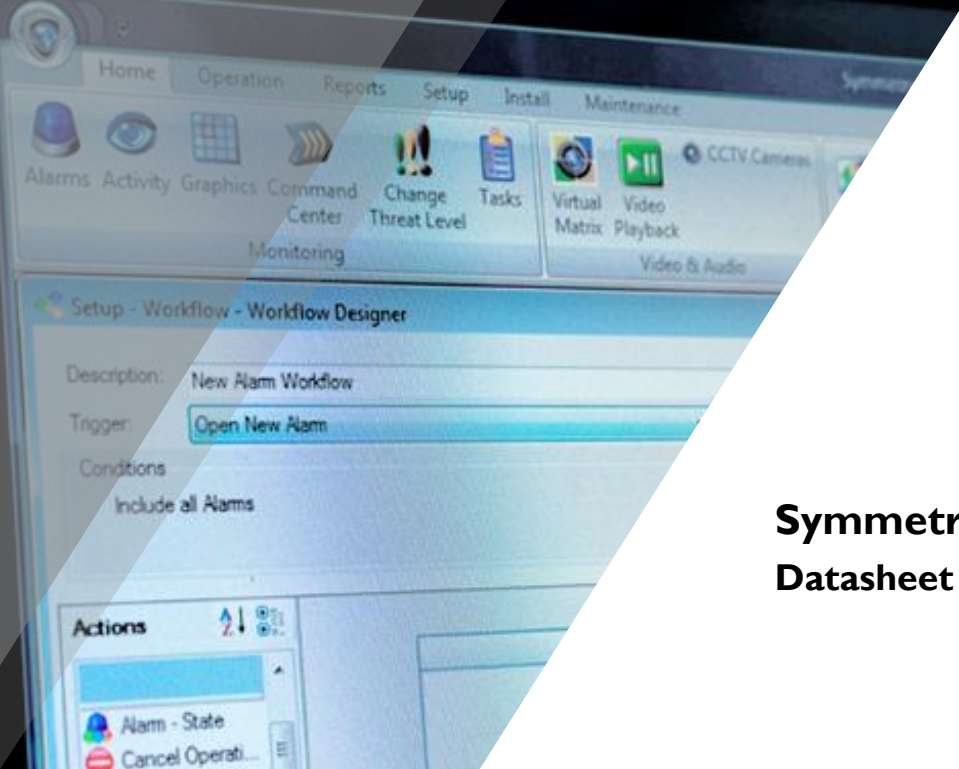 Home Operation Reports Setup Install Maintenance
Alarms Activity Graphics Command Center Change Threat Level Tasks
Virtual Matrix Video Playback CCTV Cameras
Monitoring Video & Audio
Setup - Workflow - Workflow Designer
Description: New Alarm Workflow
Trigger: Open New Alarm
Conditions
Include all Alarms
Symmetr
Datasheet
Actions
Alarm - State
Cancel Operati...